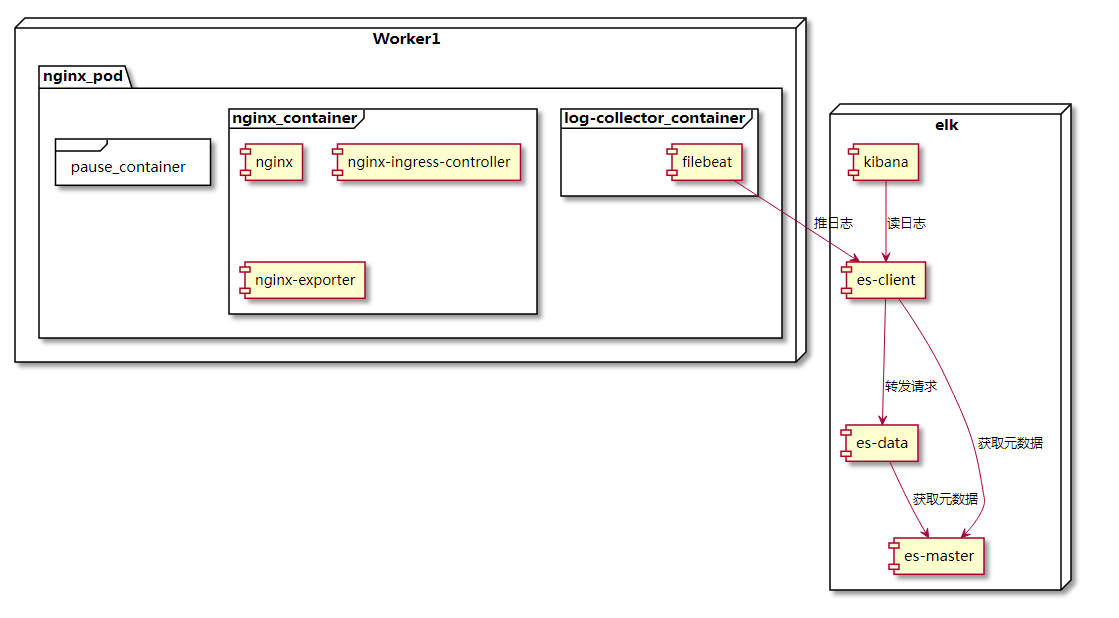 Worker1
nginx_pod
pause_container
nginx_container
nginx
nginx-ingress-controller
nginx-exporter
log-collector_container
filebeat
推日志
elk
kibana
读日志
es-client
转发请求
获取元数据
es-data
获取元数据
es-master